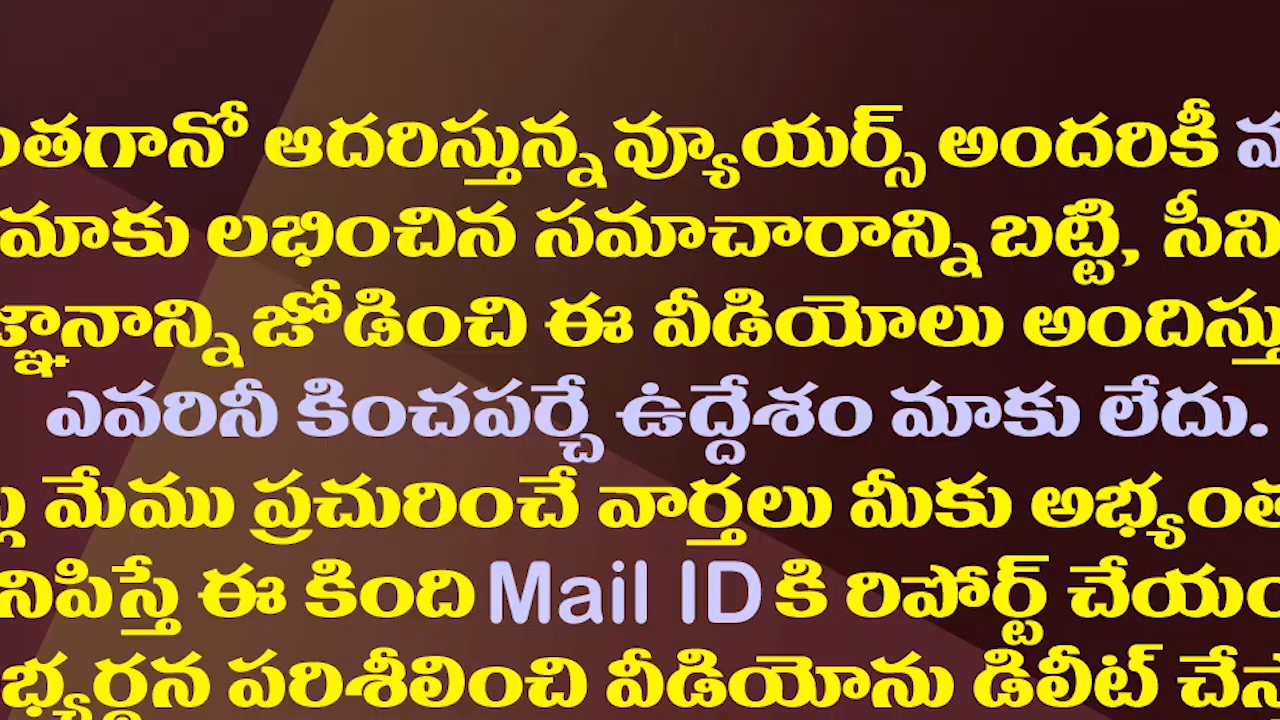 ంతగానో ఆదరిస్తున్న వ్యూయర్స్ అందరికీ
మాకు లభించిన సమాచారాన్ని బట్టి, సీని
జ్ఞానాన్ని జోడించి ఈ వీడియోలు అందిస్తు
ఎవరినీ కించపర్చే ఉద్దేశం మాకు లేదు.
మేము ప్రచురించే వార్తలు మీకు అభ్యంత
నిపిస్తే ఈ కింది Mail ID కి రిపోర్ట్ చేయం
భ్యర్థన పరిశీలించి వీడియోను డిలీట్ చేస